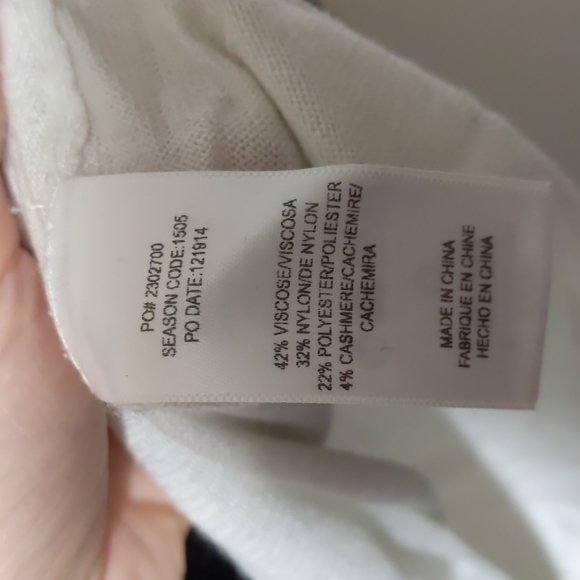 PO# 2302700
SEASON CODE:1505
PO DATE:121914
42% VISCOSE/VISCOSA
32% NYLON/DE NYLON
22% POLYESTER/POLIESTER
4% CASHMERE/CACHEMIRE/
CACHEMIRA
MADE IN CHINA
FABRIQUE EN CHINE
HECHO EN CHINA